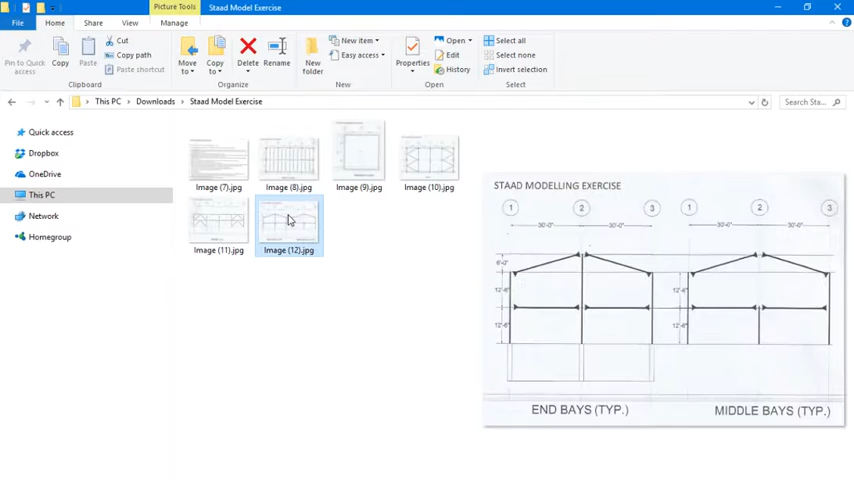 Picture Tools
Staad Model Exercise
File
Home
Share
View
Manage
Pin to Quick access
Copy
Paste
Cut
Copy path
Paste shortcut
Clipboard
Move to
Copy to
Delete
Rename
Organize
New folder
New item
Easy access
New
Properties
Open
Edit
History
Open
Select all
Select none
Invert selection
Select
This PC
Downloads
Staad Model Exercise
Search Sta...
Quick access
Dropbox
OneDrive
This PC
Network
Homegroup
Image (7).jpg
Image (8).jpg
Image (9).jpg
Image (10).jpg
Image (11).jpg
Image (12).jpg
STAAD MODELLING EXERCISE
1 2 3 1 2 3
30'-0" 30'-0" 30'-0" 30'-0"
6'-0"
12'-6" 12'-6"
12'-6" 12'-6"
END BAYS (TYP.) MIDDLE BAYS (TYP.)